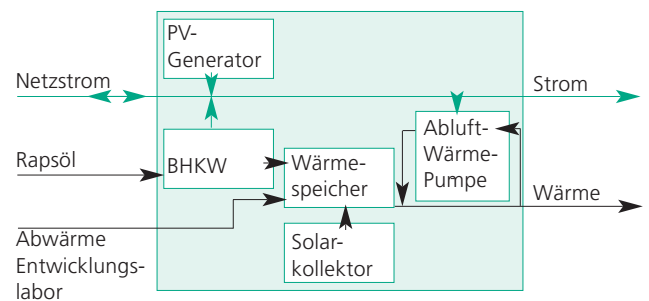 PV-
Generator
Netzstrom
Strom
Abluft-
Wärme-
Pumpe
Rapsöl
BHKW
Wärme-
speicher
Wärme
Abwärme
Entwicklungs-
labor
Solar-
kollektor